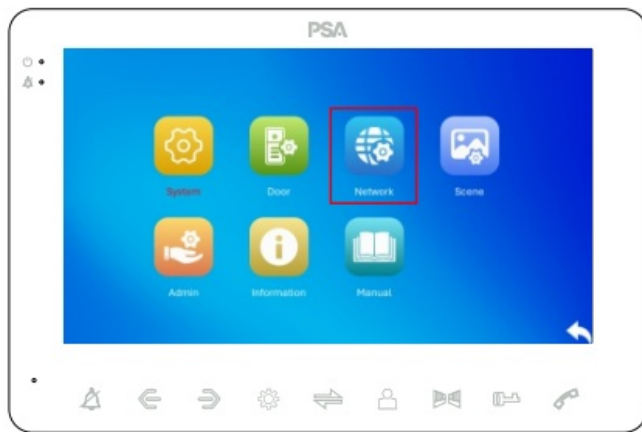 PSA
System
Door
Network
Scene
Admin
Information
Manual